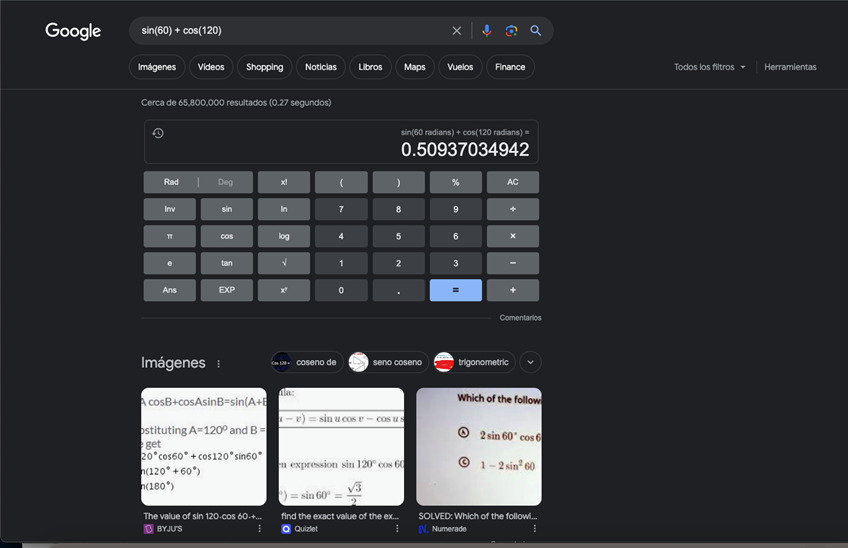 Google
sin(60) + cos(120)
Imágenes Videos Shopping Noticias Libros Maps Vuelos Finance Todos los filtros Herramientas
Cerca de 65,800,000 resultados (0.27 segundos)
sin(60 radians) + cos(120 radians) =
0.50937034942
Rad | Deg x! ( ) % AC
Inv sin ln 7 8 9 ÷
π cos log 4 5 6 ×
e tan √ 1 2 3 −
Ans EXP xʸ 0 . = +
Comentarios
Imágenes
Cos 120 =
coseno de
seno coseno
trigonometric
A cosB+cosAsinB=sin(A+B
bstituting A=120° and B =
get
20°cos60°+cos120°sin60°
n(120°+60°)
n(180°)
The value of sin 120·cos 60·+...
BYJU'S
ula:
u − v) = sin u cos v − cos u s
en expression sin 120° cos 60
°) = sin 60° = √3/2
find the exact value of the ex...
Quizlet
Which of the followi
A 2 sin 60° cos 6
C 1 − 2 sin² 60
SOLVED: Which of the followi...
Numerade